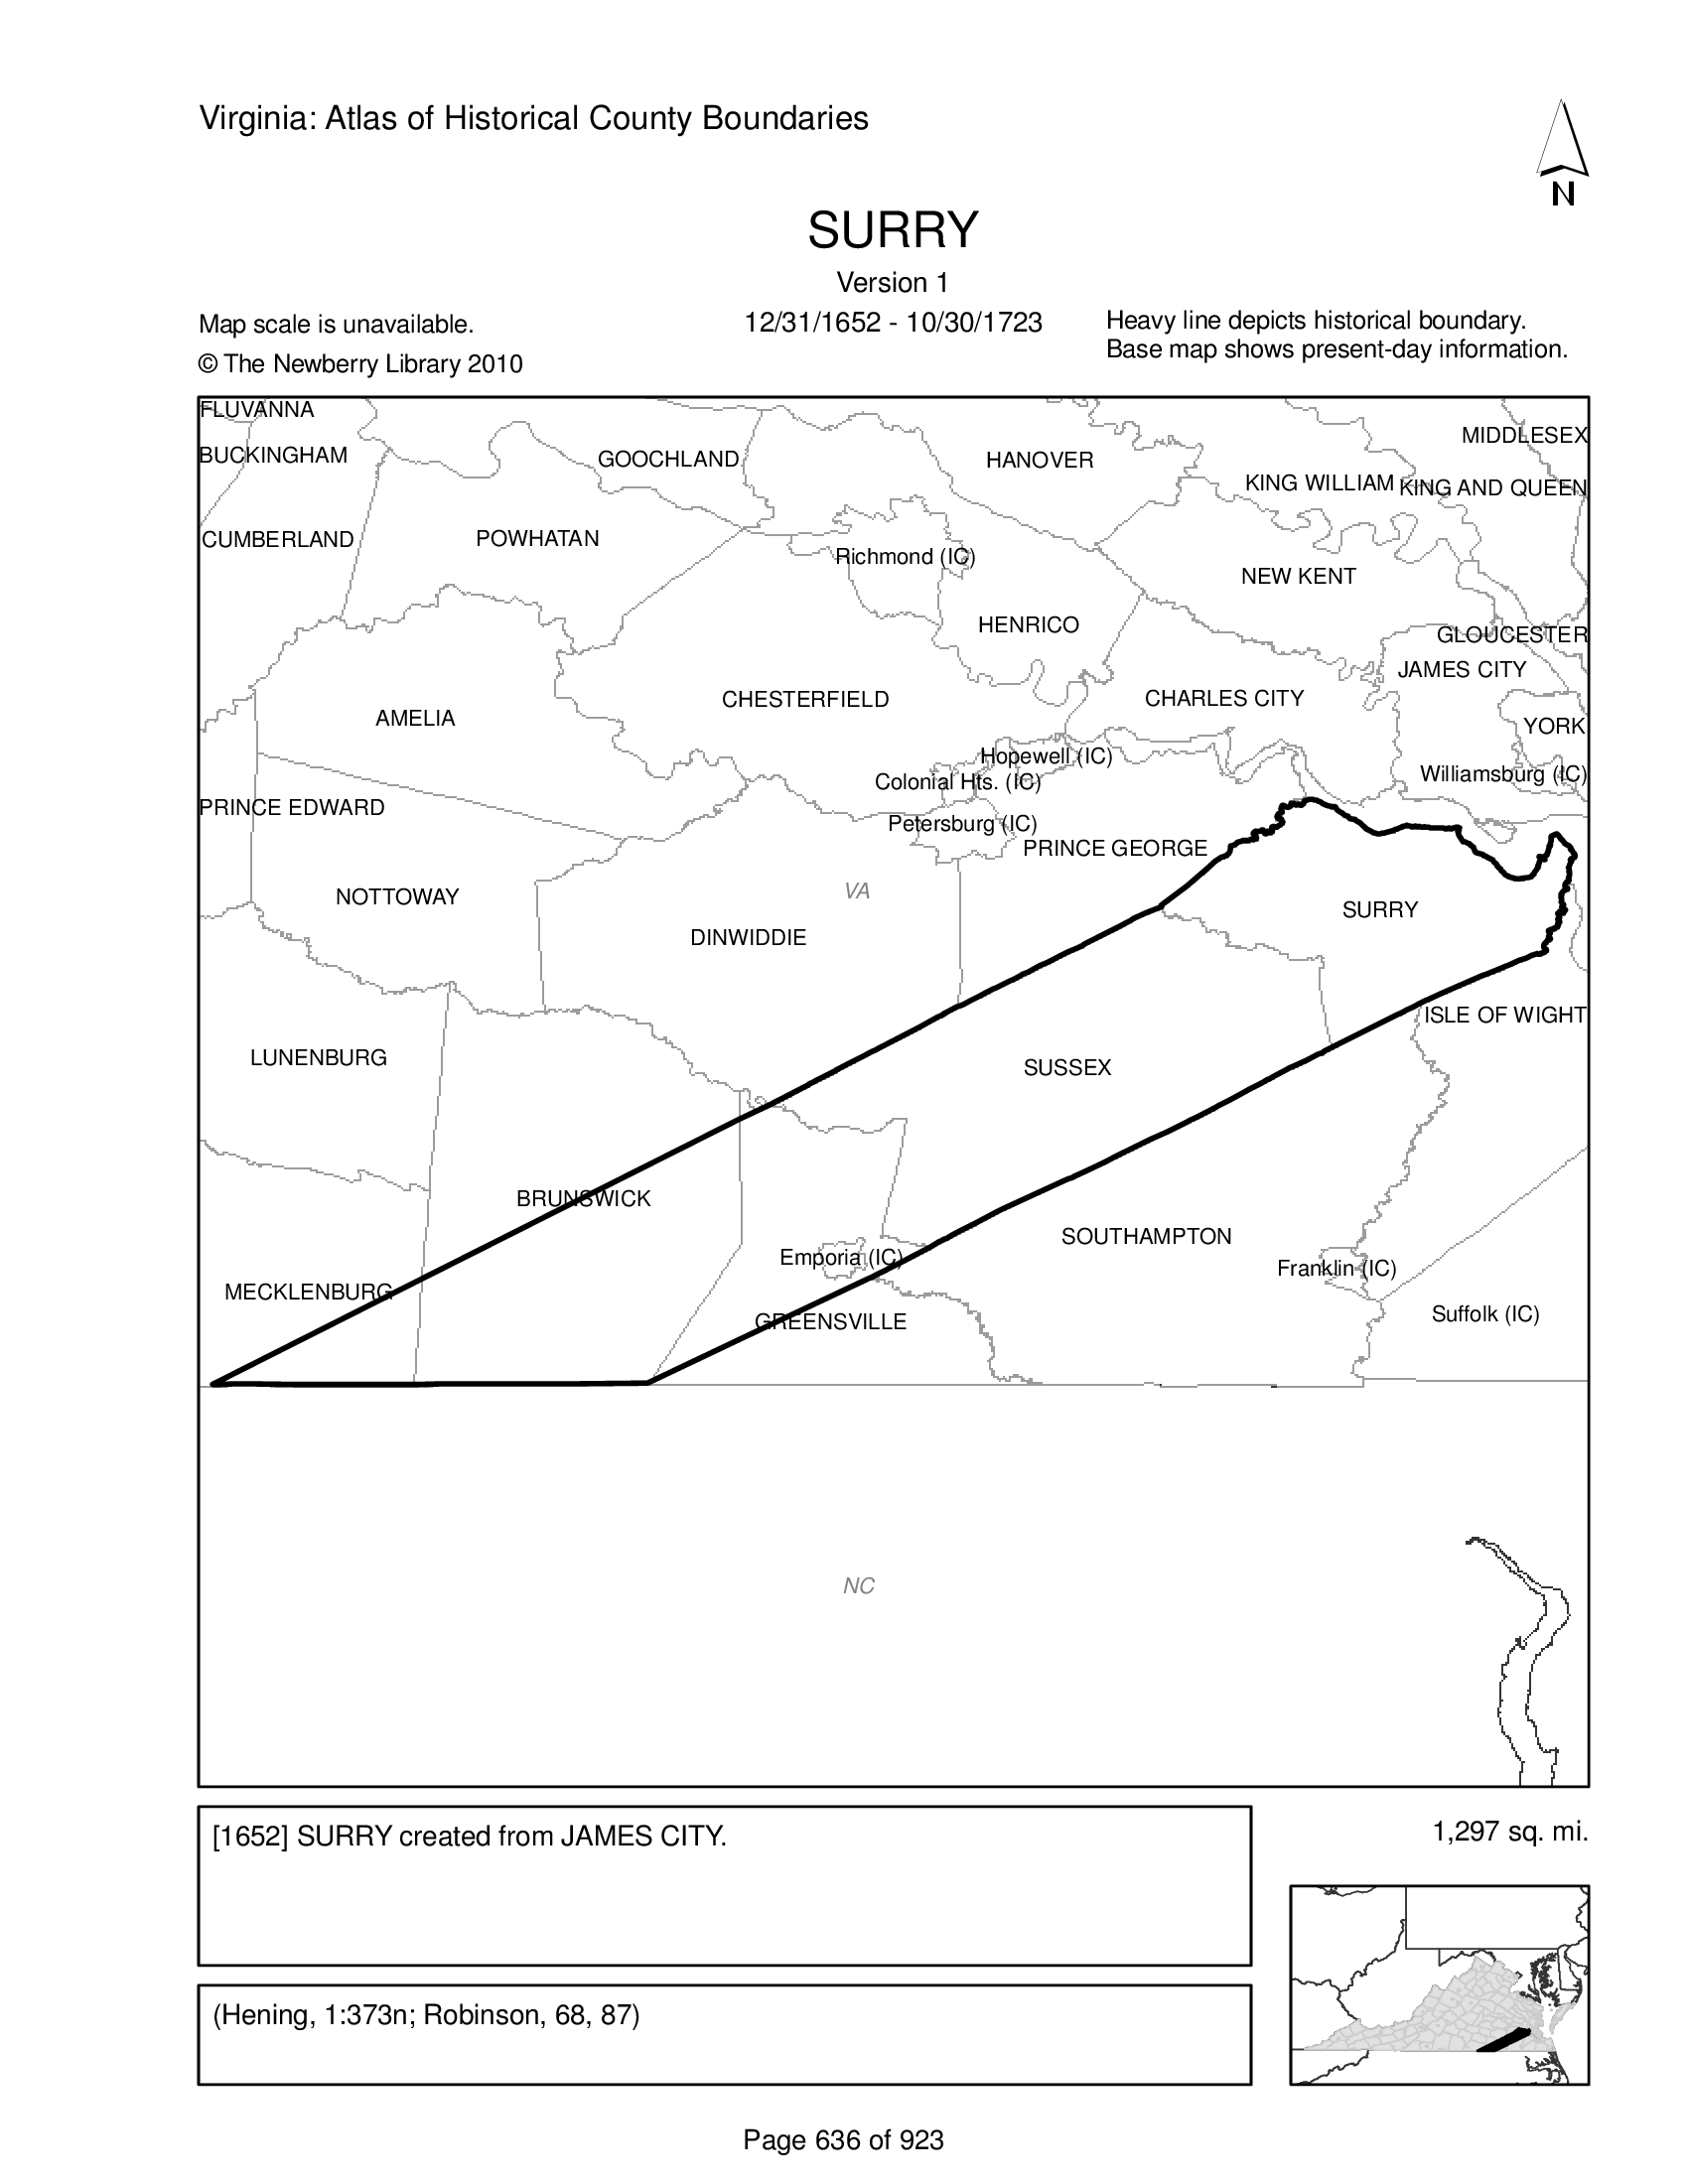 Virginia: Atlas of Historical County Boundaries
N
SURRY
Version 1
12/31/1652 - 10/30/1723
Map scale is unavailable.
© The Newberry Library 2010
Heavy line depicts historical boundary.
Base map shows present-day information.
FLUVANNA
MIDDLESEX
BUCKINGHAM
GOOCHLAND
HANOVER
KING WILLIAM
KING AND QUEEN
CUMBERLAND
POWHATAN
Richmond (IC)
NEW KENT
HENRICO
GLOUCESTER
JAMES CITY
AMELIA
CHESTERFIELD
CHARLES CITY
YORK
Hopewell (IC)
Colonial Hts. (IC)
Williamsburg (IC)
PRINCE EDWARD
Petersburg (IC)
PRINCE GEORGE
NOTTOWAY
VA
SURRY
DINWIDDIE
ISLE OF WIGHT
LUNENBURG
SUSSEX
BRUNSWICK
SOUTHAMPTON
Emporia (IC)
Franklin (IC)
MECKLENBURG
GREENSVILLE
Suffolk (IC)
NC
[1652] SURRY created from JAMES CITY.
1,297 sq. mi.
(Hening, 1:373n; Robinson, 68, 87)
Page 636 of 923